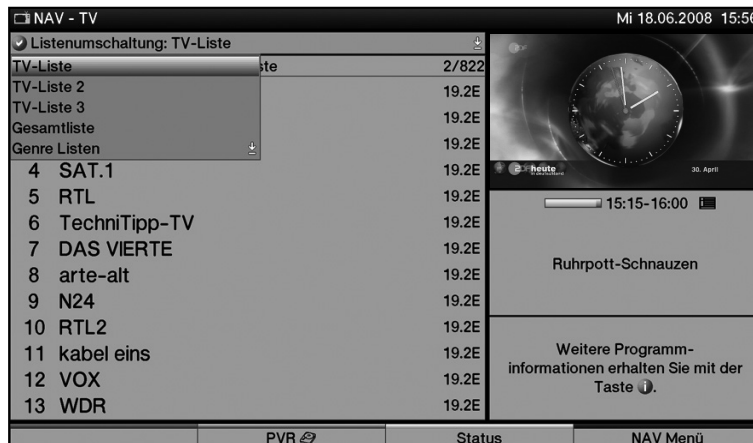 NAV - TV
Mi 18.06.2008 15:56
Listenumschaltung: TV-Liste
TV-Liste
ste
2/822
TV-Liste 2
19.2E
TV-Liste 3
19.2E
Gesamtliste
Genre Listen
19.2E
4 SAT.1 19.2E
5 RTL 19.2E
6 TechniTipp-TV 19.2E
7 DAS VIERTE 19.2E
8 arte-alt 19.2E
9 N24 19.2E
10 RTL2 19.2E
11 kabel eins 19.2E
12 VOX 19.2E
13 WDR 19.2E
heute
in deutschland
30. April
15:15-16:00
Ruhrpott-Schnauzen
Weitere Programm-
informationen erhalten Sie mit der
Taste i.
PVR
Status
NAV Menü